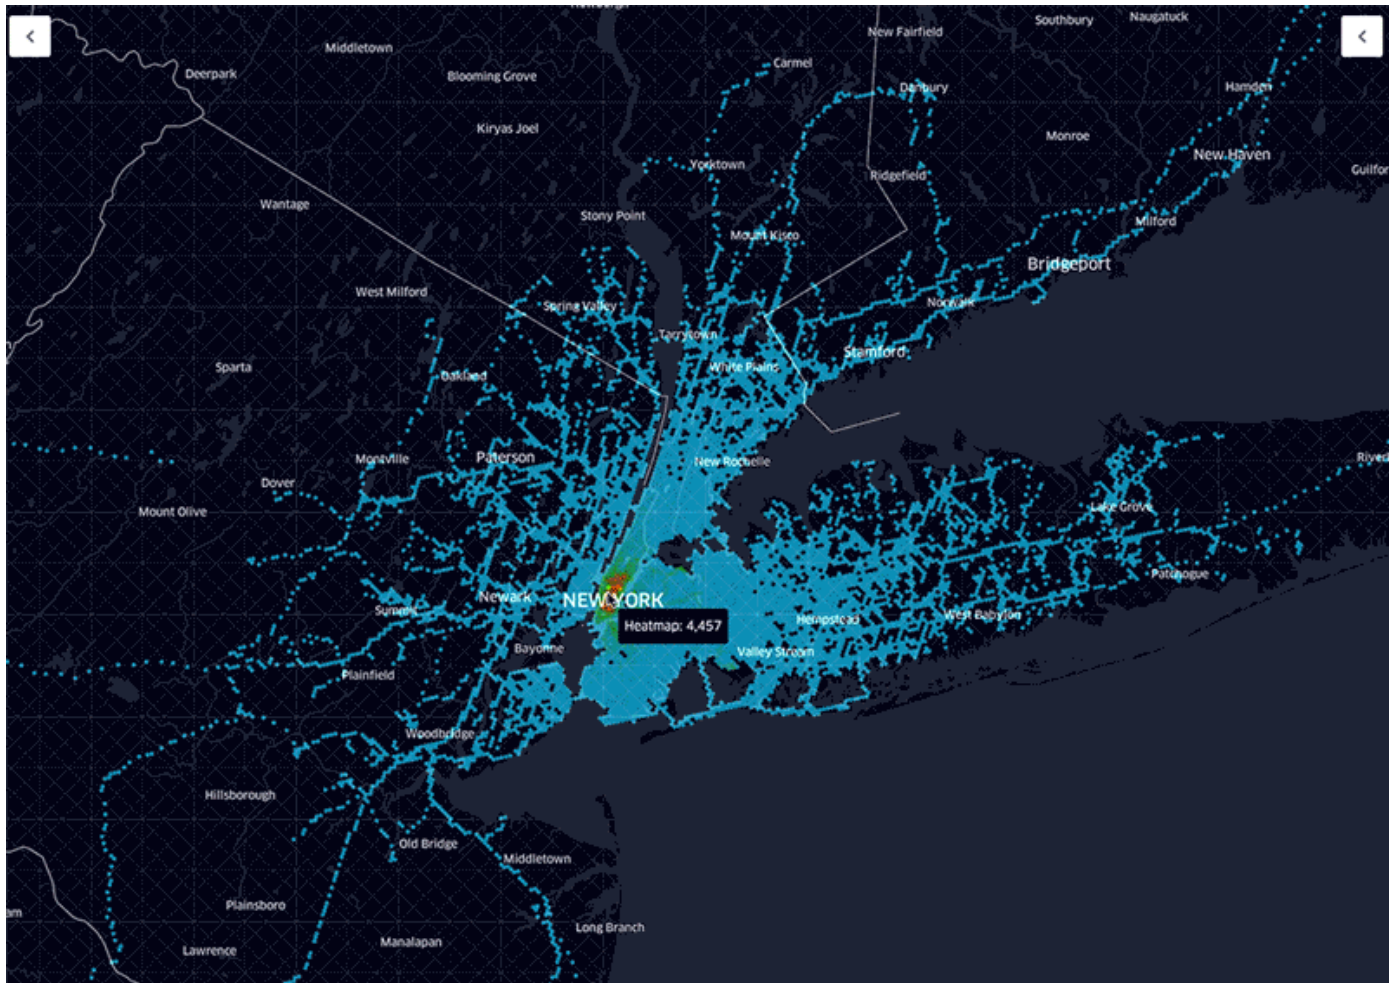 Newburgh
Southbury
Naugatuck
New Fairfield
Middletown
Carmel
Deerpark
Blooming Grove
Danbury
Hamden
Kiryas Joel
Monroe
New Haven
Yorktown
Ridgefield
Guilfor
Wantage
Stony Point
Milford
Mount Kisco
Bridgeport
West Milford
Spring Valley
Norwalk
Tarrytown
Stamford
Sparta
White Plains
Oakland
Montville
Paterson
New Rochelle
Riverh
Dover
Mount Olive
Lake Grove
Patchogue
Newark
NEW YORK
Summit
Hempstead
West Babylon
Heatmap: 4,457
Bayonne
Valley Stream
Plainfield
Woodbridge
Hillsborough
Old Bridge
Middletown
Plainsboro
am
Long Branch
Manalapan
Lawrence